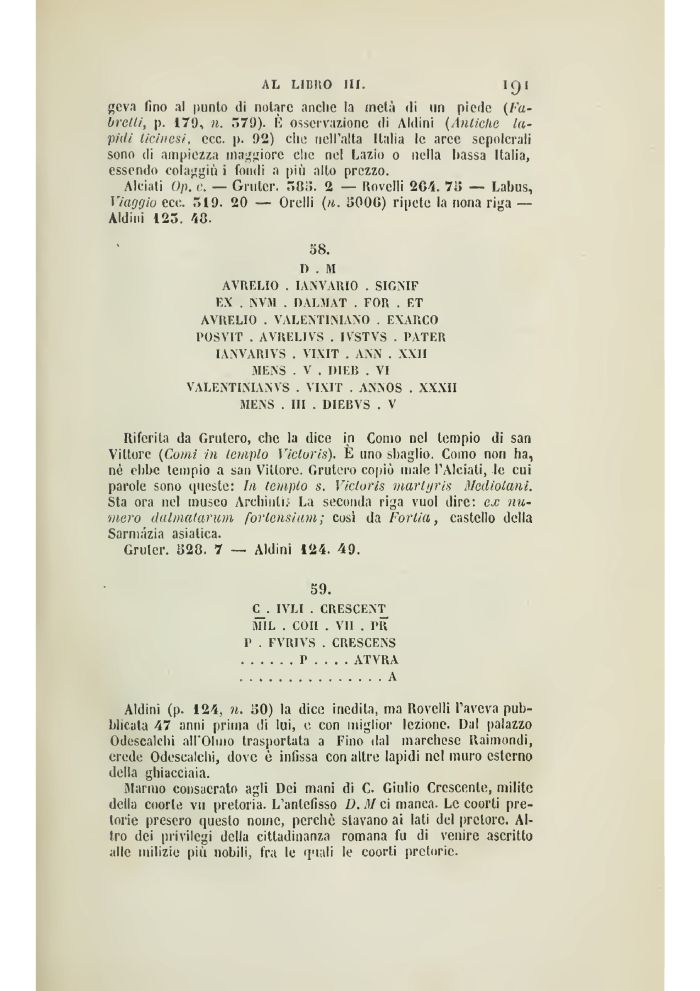 AL LIBRO III. 191
geva fino al punto di notare anche la metà di un piede (Fa-
bretti, p. 179, n. 379). È osservazione di Aldini (Antiche la-
pidi ticinesi, ecc. p. 92) che nell'alta Italia le aree sepolcrali
sono di ampiezza maggiore che nel Lazio o nella bassa Italia,
essendo colaggiù i fondi a più alto prezzo.
Alciati Op. c. — Gruter. 385. 2 — Rovelli 264. 75 — Labus,
Viaggio ecc. 319. 20 — Orelli (n. 5006) ripete la nona riga —
Aldini 123. 48.
58.
D . M
AVRELIO . IANVARIO . SIGNIF
EX . NVM . DALMAT . FOR . ET
AVRELIO . VALENTINIANO . EXARCO
POSVIT . AVRELIVS . IVSTVS . PATER
IANVARIVS . VIXIT . ANN . XXII
MENS . V . DIEB . VI
VALENTINIANVS . VIXIT . ANNOS . XXXII
MENS . III . DIEBVS . V
Riferita da Grutero, che la dice in Como nel tempio di san
Vittore (Comi in templo Victoris). È uno sbaglio. Como non ha,
nè ebbe tempio a san Vittore. Grutero copiò male l'Alciati, le cui
parole sono queste: In templo s. Victoris martyris Mediolani.
Sta ora nel museo Archinti: La seconda riga vuol dire: ex nu-
mero dalmatarum fortensium; così da Fortia, castello della
Sarmázia asiatica.
Gruter. 528. 7 — Aldini 124. 49.
59.
C . IVLI . CRESCENT
M̅I̅L . COH . VII . PR̅
P . FVRIVS . CRESCENS
. . . . . . P . . . . ATVRA
. . . . . . . . . . . . . . . A
Aldini (p. 124, n. 50) la dice inedita, ma Rovelli l'aveva pub-
blicata 47 anni prima di lui, e con miglior lezione. Dal palazzo
Odescalchi all'Olmo trasportata a Fino dal marchese Raimondi,
erede Odescalchi, dove è infissa con altre lapidi nel muro esterno
della ghiacciaia.
Marmo consacrato agli Dei mani di C. Giulio Crescente, milite
della coorte VII pretoria. L'antefisso D. M ci manca. Le coorti pre-
torie presero questo nome, perchè stavano ai lati del pretore. Al-
tro dei privilegi della cittadinanza romana fu di venire ascritto
alle milizie più nobili, fra le quali le coorti pretorie.